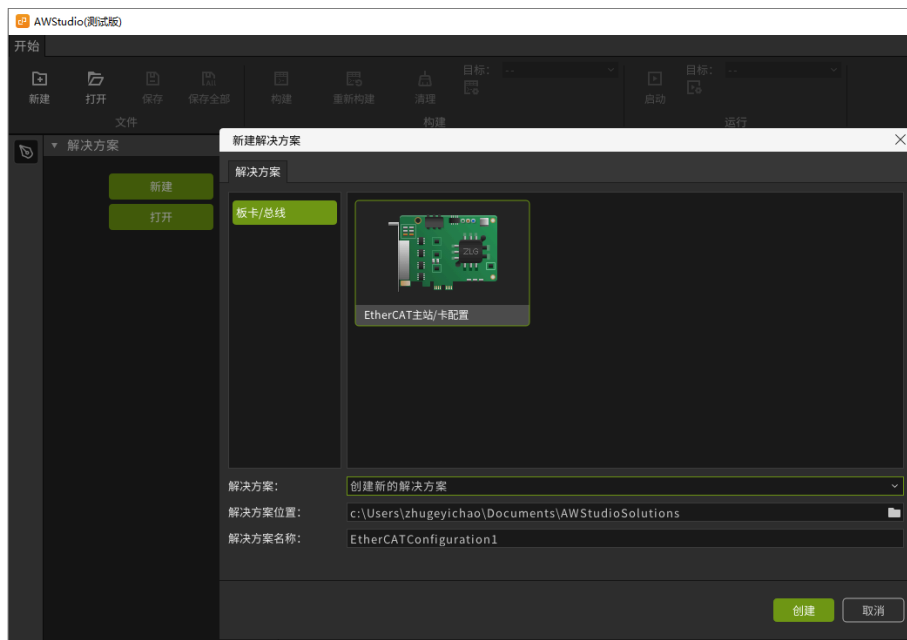 AWStudio(测试版)
开始
目标: -- 目标: --
新建 打开 保存 保存全部 构建 重新构建 清理 启动
文件 构建 运行
解决方案
新建解决方案
解决方案
新建
打开
板卡/总线
ZLG
EtherCAT主站/卡配置
解决方案: 创建新的解决方案
解决方案位置: c:\Users\zhugeyichao\Documents\AWStudioSolutions
解决方案名称: EtherCATConfiguration1
创建 取消